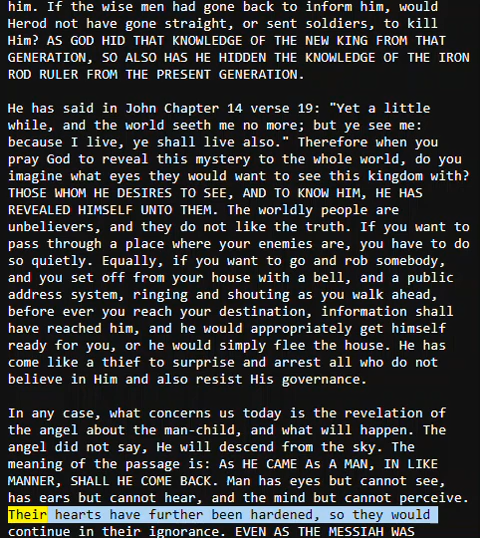 him. If the wise men had gone back to inform him, would
Herod not have gone straight, or sent soldiers, to kill
Him? AS GOD HID THAT KNOWLEDGE OF THE NEW KING FROM THAT
GENERATION, SO ALSO HAS HE HIDDEN THE KNOWLEDGE OF THE IRON
ROD RULER FROM THE PRESENT GENERATION.
He has said in John Chapter 14 verse 19: "Yet a little
while, and the world seeth me no more; but ye see me:
because I live, ye shall live also." Therefore when you
pray God to reveal this mystery to the whole world, do you
imagine what eyes they would want to see this kingdom with?
THOSE WHOM HE DESIRES TO SEE, AND TO KNOW HIM, HE HAS
REVEALED HIMSELF UNTO THEM. The worldly people are
unbelievers, and they do not like the truth. If you want to
pass through a place where your enemies are, you have to do
so quietly. Equally, if you want to go and rob somebody,
and you set off from your house with a bell, and a public
address system, ringing and shouting as you walk ahead,
before ever you reach your destination, information shall
have reached him, and he would appropriately get himself
ready for you, or he would simply flee the house. He has
come like a thief to surprise and arrest all who do not
believe in Him and also resist His governance.
In any case, what concerns us today is the revelation of
the angel about the man-child, and what will happen. The
angel did not say, He will descend from the sky. The
meaning of the passage is: As HE CAME As A MAN, IN LIKE
MANNER, SHALL HE COME BACK. Man has eyes but cannot see,
has ears but cannot hear, and the mind but cannot perceive.
Their hearts have further been hardened, so they would
continue in their ignorance. EVEN AS THE MESSIAH WAS